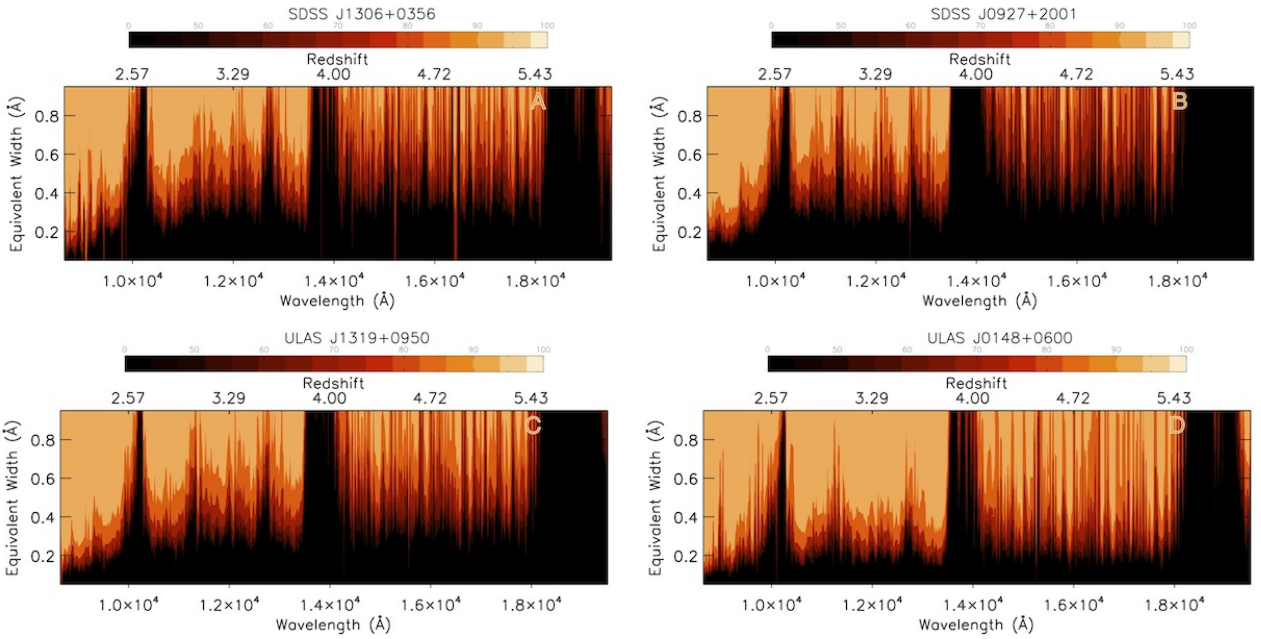 SDSS J1306+0356
0 50 60 70 80 90 100
Redshift
2.57 3.29 4.00 4.72 5.43
A
Equivalent Width (Å)
0.8
0.6
0.4
0.2
1.0×10⁴ 1.2×10⁴ 1.4×10⁴ 1.6×10⁴ 1.8×10⁴
Wavelength (Å)
SDSS J0927+2001
0 50 60 70 80 90 100
Redshift
2.57 3.29 4.00 4.72 5.43
B
Equivalent Width (Å)
0.8
0.6
0.4
0.2
1.0×10⁴ 1.2×10⁴ 1.4×10⁴ 1.6×10⁴ 1.8×10⁴
Wavelength (Å)
ULAS J1319+0950
0 50 60 70 80 90 100
Redshift
2.57 3.29 4.00 4.72 5.43
C
Equivalent Width (Å)
0.8
0.6
0.4
0.2
1.0×10⁴ 1.2×10⁴ 1.4×10⁴ 1.6×10⁴ 1.8×10⁴
Wavelength (Å)
ULAS J0148+0600
0 50 60 70 80 90 100
Redshift
2.57 3.29 4.00 4.72 5.43
D
Equivalent Width (Å)
0.8
0.6
0.4
0.2
1.0×10⁴ 1.2×10⁴ 1.4×10⁴ 1.6×10⁴ 1.8×10⁴
Wavelength (Å)